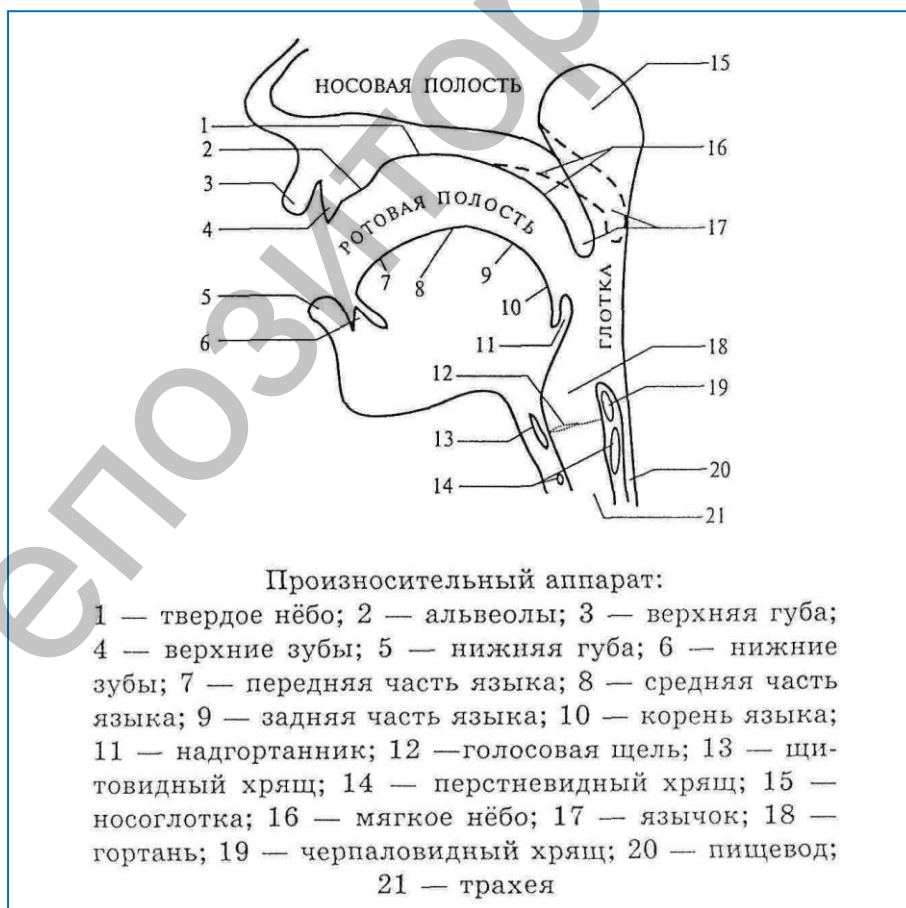 НОСОВАЯ ПОЛОСТЬ
15
1
2
16
3
РОТОВАЯ ПОЛОСТЬ
4
17
7
8
9
ГЛОТКА
5
10
6
11
18
12
19
13
14
20
21
епозитор
Произносительный аппарат:
1 — твердое нёбо; 2 — альвеолы; 3 — верхняя губа;
4 — верхние зубы; 5 — нижняя губа; 6 — нижние
зубы; 7 — передняя часть языка; 8 — средняя часть
языка; 9 — задняя часть языка; 10 — корень языка;
11 — надгортанник; 12 —голосовая щель; 13 — щи-
товидный хрящ; 14 — перстневидный хрящ; 15 —
носоглотка; 16 — мягкое нёбо; 17 — язычок; 18 —
гортань; 19 — черпаловидный хрящ; 20 — пищевод;
21 — трахея